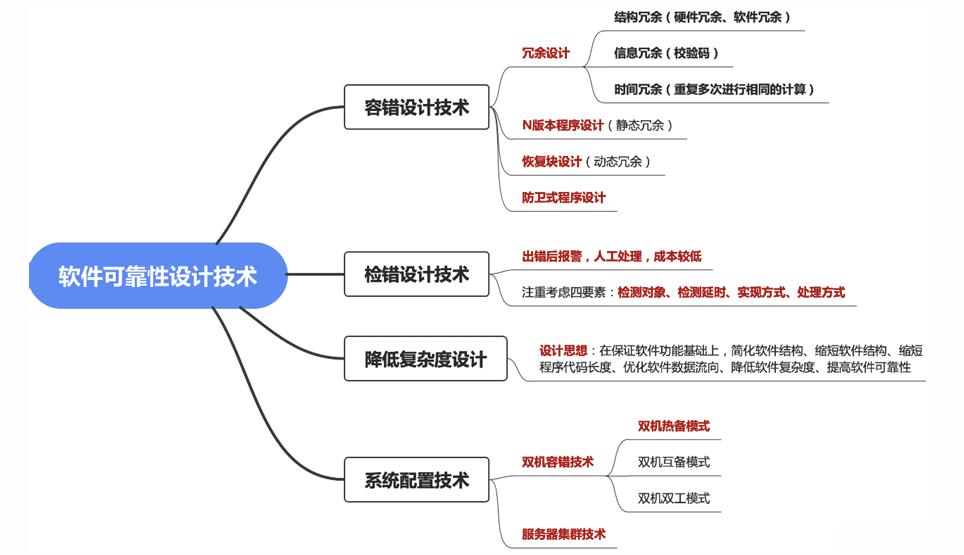 软件可靠性设计技术
容错设计技术
冗余设计
结构冗余（硬件冗余、软件冗余）
信息冗余（校验码）
时间冗余（重复多次进行相同的计算）
N版本程序设计（静态冗余）
恢复块设计（动态冗余）
防卫式程序设计
检错设计技术
出错后报警，人工处理，成本较低
注重考虑四要素：检测对象、检测延时、实现方式、处理方式
降低复杂度设计
设计思想：在保证软件功能基础上，简化软件结构、缩短软件结构、缩短
程序代码长度、优化软件数据流向、降低软件复杂度、提高软件可靠性
系统配置技术
双机容错技术
双机热备模式
双机互备模式
双机双工模式
服务器集群技术